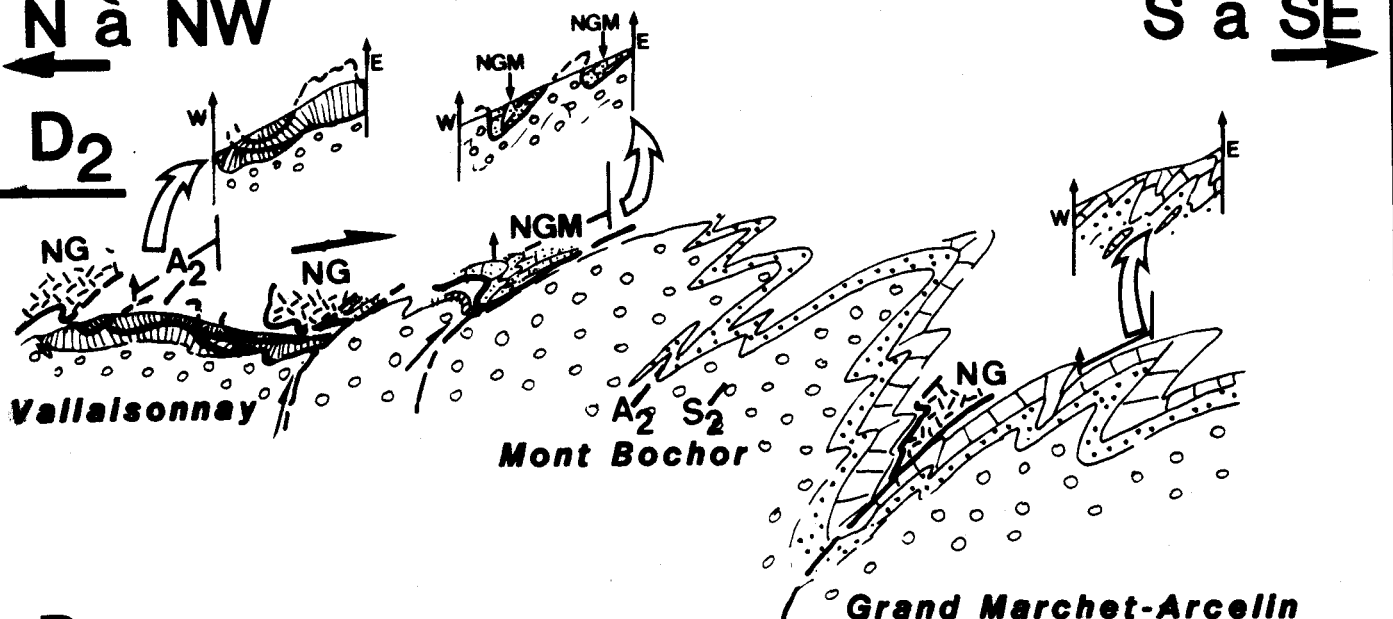 N à NW
S à SE
D2
W
E
NGM
NGM
W
E
W
E
NG
A2
NG
NGM
Vallaisonnay
A2 S2
Mont Bochor
NG
Grand Marchet-Arcelin